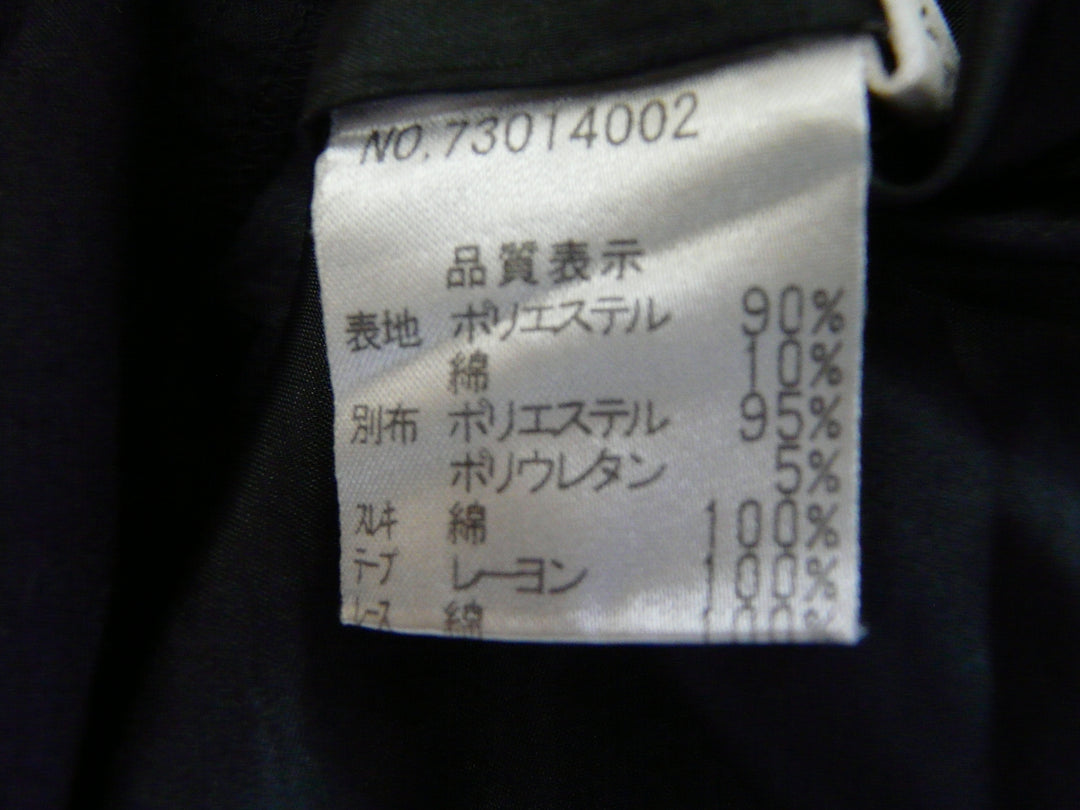 NO.73014002
品質表示
表地 ポリエステル 90%
綿 10%
別布 ポリエステル 95%
ポリウレタン 5%
スレキ 綿 100%
テープ レーヨン 100%
レース 綿 100%